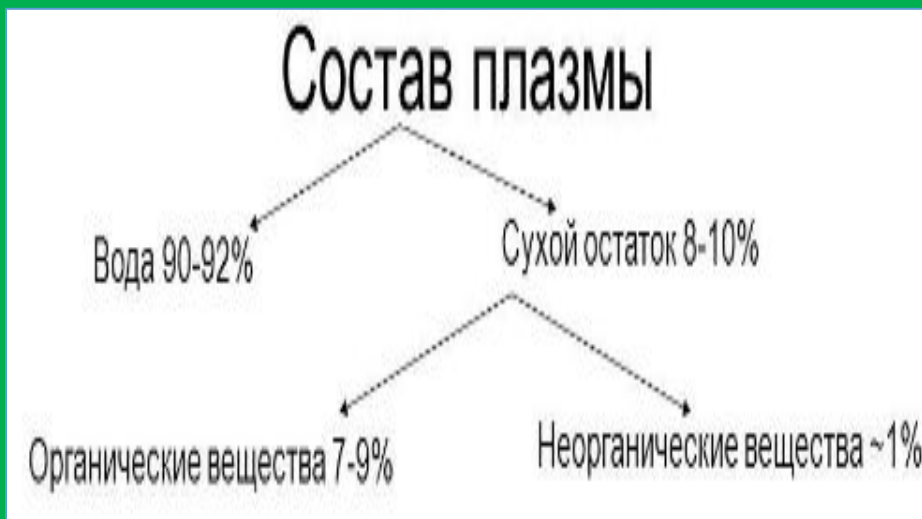 Состав плазмы
Вода 90-92%
Сухой остаток 8-10%
Органические вещества 7-9%
Неорганические вещества ~1%